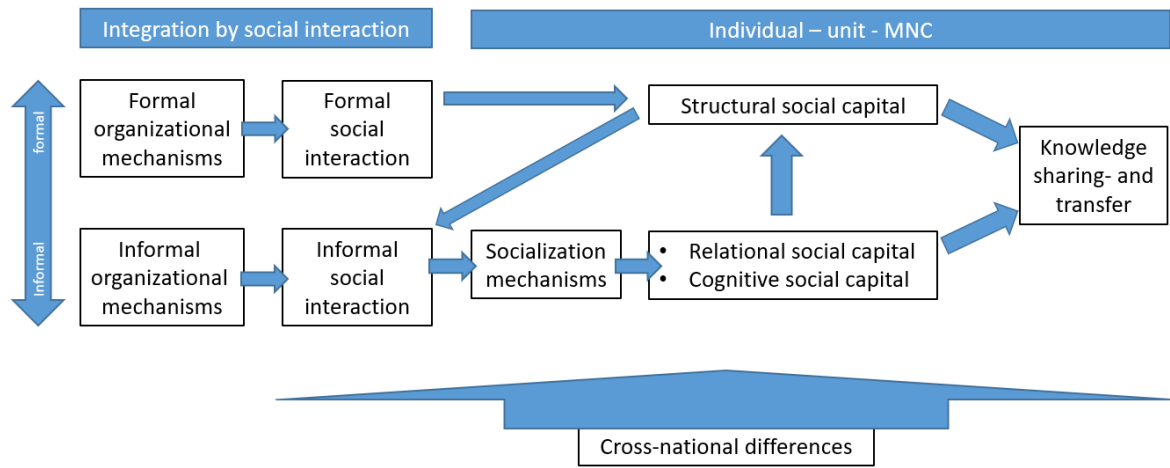 Integration by social interaction
Individual – unit - MNC
formal
Informal
Formal
organizational
mechanisms
Formal
social
interaction
Structural social capital
Knowledge
sharing- and
transfer
Informal
organizational
mechanisms
Informal
social
interaction
Socialization
mechanisms
• Relational social capital
• Cognitive social capital
Cross-national differences